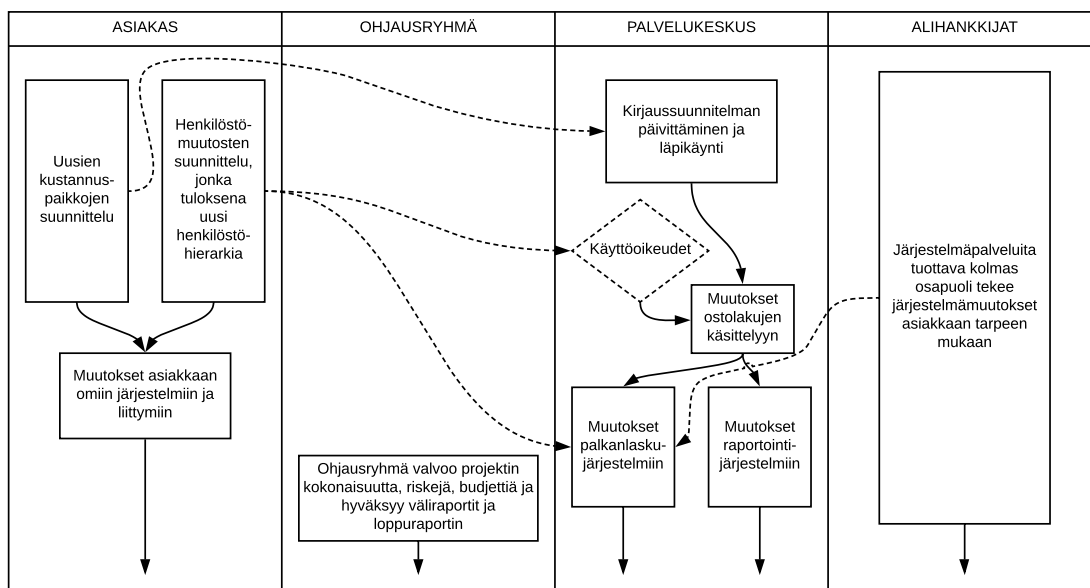 ASIAKAS
OHJAUSRYHMÄ
PALVELUKESKUS
ALIHANKKIJAT
Uusien
kustannus-
paikkojen
suunnittelu
Henkilöstö-
muutosten
suunnittelu,
jonka
tuloksena
uusi
henkilöstö-
hierarkia
Muutokset asiakkaan
omiin järjestelmiin ja
liittymiin
Ohjausryhmä valvoo projektin
kokonaisuutta, riskejä, budjettiä ja
hyväksyy väliraportit ja
loppuraportin
Kirjaussuunnitelman
päivittäminen ja
läpikäynti
Käyttöoikeudet
Muutokset
ostolakujen
käsittelyyn
Muutokset
palkanlasku-
järjestelmiin
Muutokset
raportointi-
järjestelmiin
Järjestelmäpalveluita
tuottava kolmas
osapuoli tekee
järjestelmämuutokset
asiakkaan tarpeen
mukaan